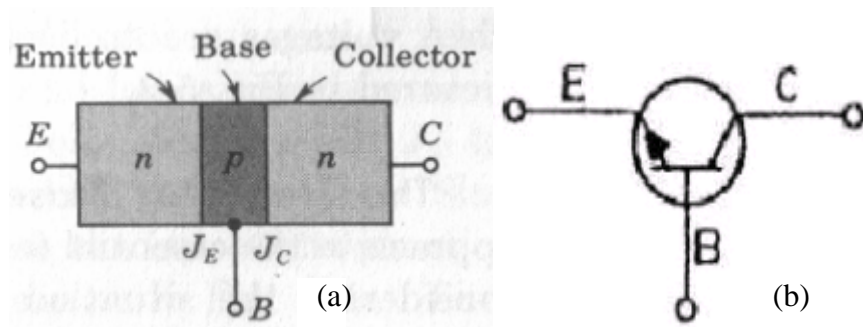 Emitter Base Collector
E n p n C
J_E J_C
B (a)
E C
B
(b)